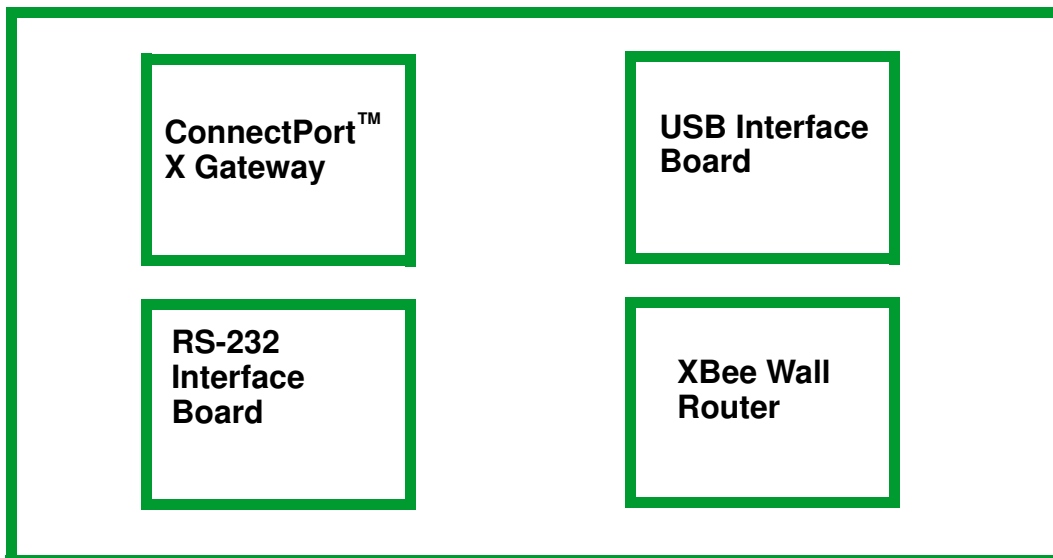 ConnectPort™
X Gateway
USB Interface
Board
RS-232
Interface
Board
XBee Wall
Router